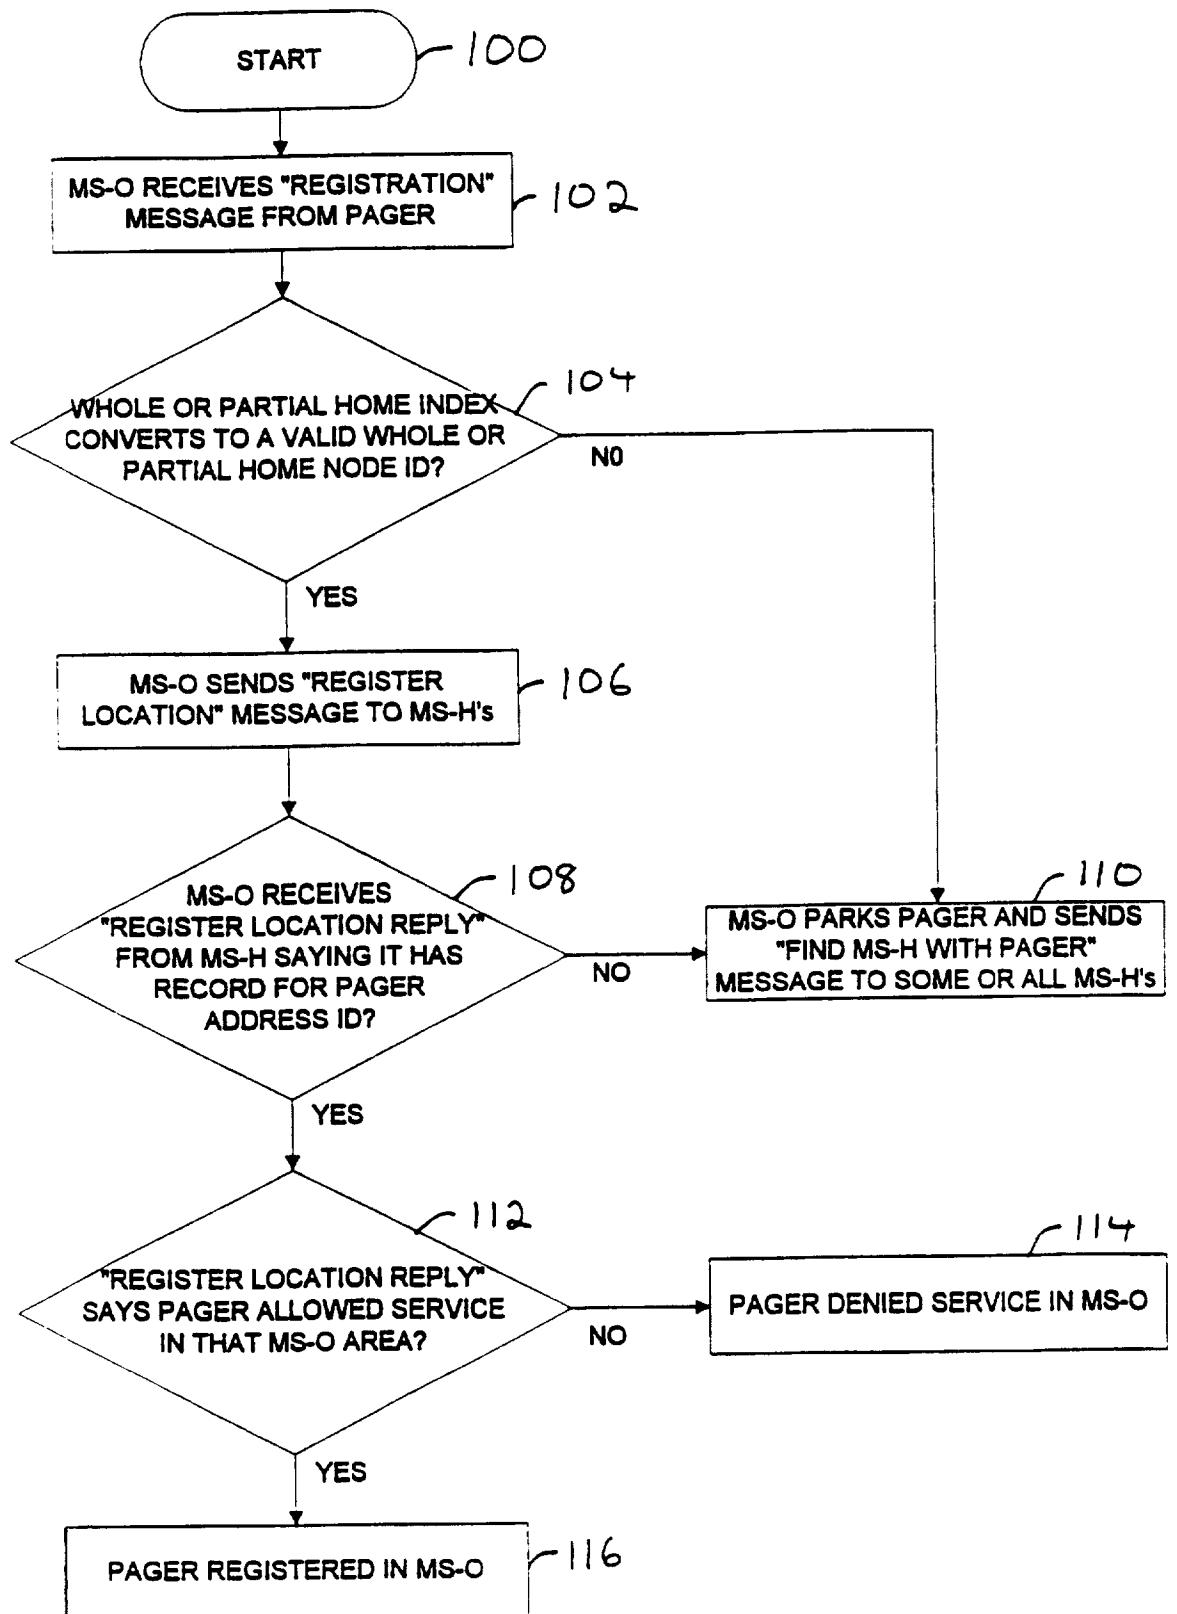 START
100
MS-O RECEIVES "REGISTRATION"
MESSAGE FROM PAGER
102
WHOLE OR PARTIAL HOME INDEX
CONVERTS TO A VALID WHOLE OR
PARTIAL HOME NODE ID?
104
NO
YES
MS-O SENDS "REGISTER
LOCATION" MESSAGE TO MS-H's
106
MS-O RECEIVES
"REGISTER LOCATION REPLY"
FROM MS-H SAYING IT HAS
RECORD FOR PAGER
ADDRESS ID?
108
NO
110
MS-O PARKS PAGER AND SENDS
"FIND MS-H WITH PAGER"
MESSAGE TO SOME OR ALL MS-H's
YES
"REGISTER LOCATION REPLY"
SAYS PAGER ALLOWED SERVICE
IN THAT MS-O AREA?
112
NO
114
PAGER DENIED SERVICE IN MS-O
YES
PAGER REGISTERED IN MS-O
116